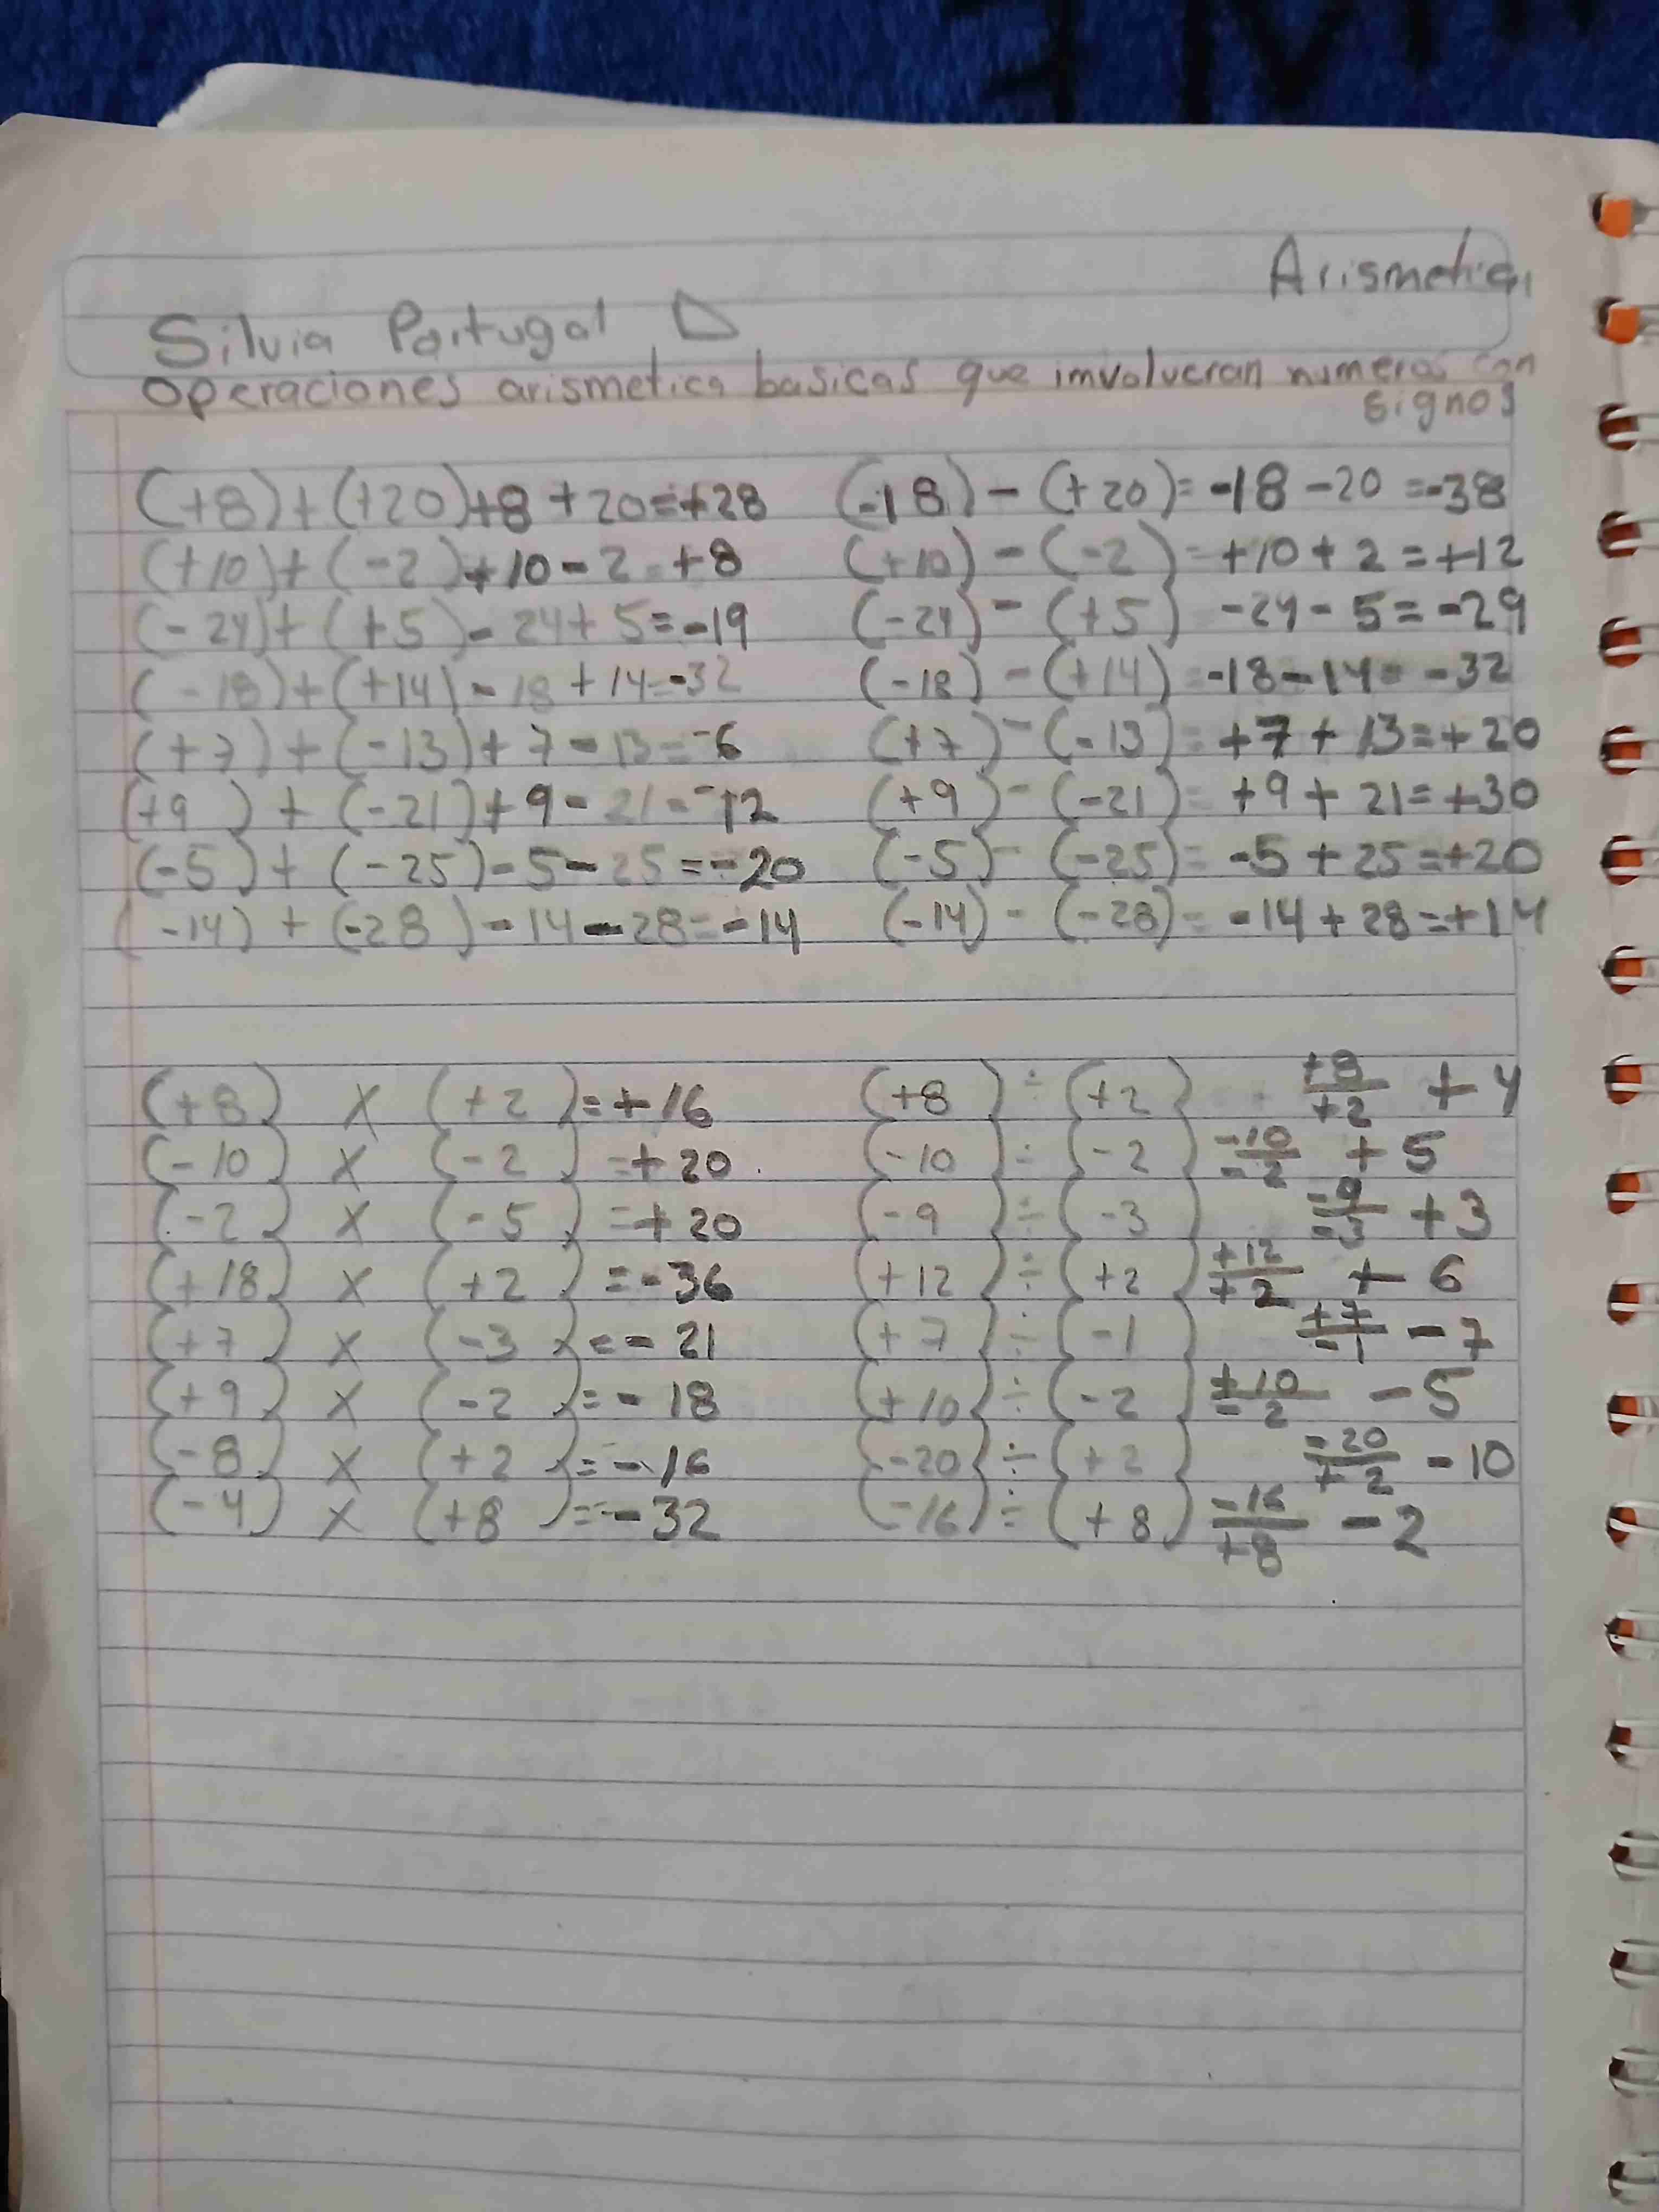 Arismetica
Silvia Portugal D
Operaciones arismetica basicas que imvolucran numeros con
signos
(+8)+(+20)+8+20=+28 (-18)-(+20)=-18-20=-38
(+10)+(-2)+10-2=+8 (+10)-(-2)=+10+2=+12
(-24)+(+5)-24+5=-19 (-24)-(+5) -24-5=-29
(-18)+(+14)-18+14=-32 (-18)-(+14)=-18-14=-32
(+7)+(-13)+7-13=-6 (+7)-(-13)=+7+13=+20
(+9)+(-21)+9-21=-12 (+9)-(-21)=+9+21=+30
(-5)+(-25)-5-25=-20 (-5)-(-25)=-5+25=+20
(-14)+(-28)-14-28=-14 (-14)-(-28)=-14+28=+14
(+8) x (+2)=+16 (+8)÷(+2) +8/+2 +4
(-10) x (-2)=+20 (-10)÷(-2) -10/-2 +5
(-2) x (-5)=+20 (-9)÷(-3) -9/-3 +3
(+18) x (+2)=-36 (+12)÷(+2) +12/+2 +6
(+7) x (-3)=-21 (+7)÷(-1) +7/-1 -7
(+9) x (-2)=-18 (+10)÷(-2) +10/-2 -5
(-8) x (+2)=-16 (-20)÷(+2) -20/+2 -10
(-4) x (+8)=-32 (-16)÷(+8) -16/+8 -2